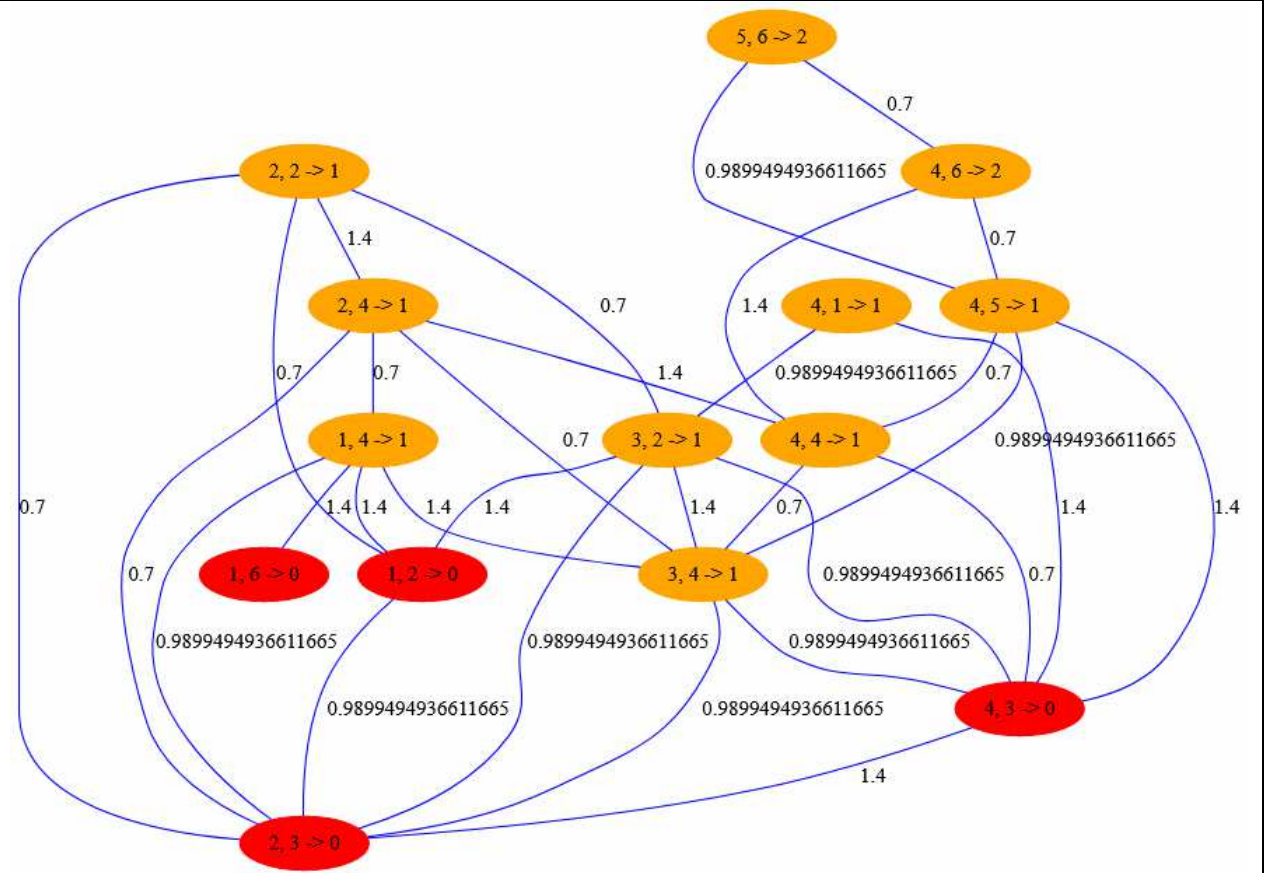 5, 6 -> 2
0.7
2, 2 -> 1
0.9899494936611665
4, 6 -> 2
1.4
0.7
2, 4 -> 1
0.7
1.4
4, 1 -> 1
4, 5 -> 1
0.7
0.7
1.4
0.9899494936611665
0.7
1, 4 -> 1
0.7
3, 2 -> 1
4, 4 -> 1
0.9899494936611665
0.7
1.4
1.4
1.4
1.4
1.4
0.7
1.4
1.4
0.7
1, 6 -> 0
1, 2 -> 0
3, 4 -> 1
0.9899494936611665
0.7
0.9899494936611665
0.9899494936611665
0.9899494936611665
0.9899494936611665
0.9899494936611665
4, 3 -> 0
1.4
2, 3 -> 0